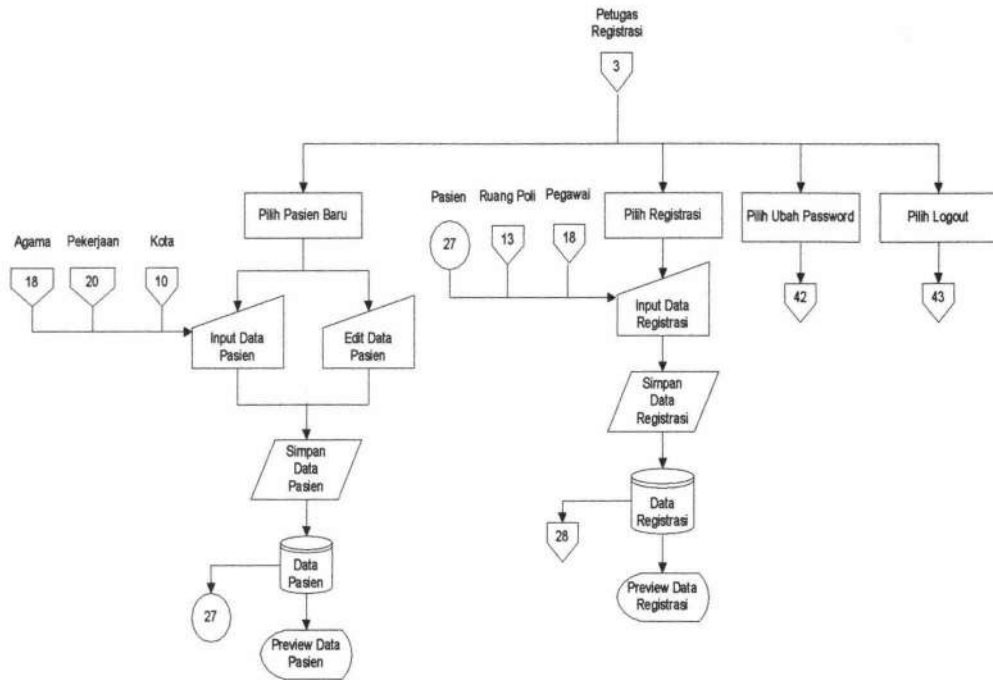 Petugas
Registrasi
3
Pilih Pasien Baru
Pasien
Ruang Poli
Pegawai
Pilih Registrasi
Pilih Ubah Password
Pilih Logout
Agama
Pekerjaan
Kota
27
13
18
18
20
10
42
43
Input Data
Pasien
Edit Data
Pasien
Input Data
Registrasi
Simpan
Data
Pasien
Simpan
Data
Registrasi
Data
Pasien
27
Data
Registrasi
28
Preview Data
Pasien
Preview Data
Registrasi